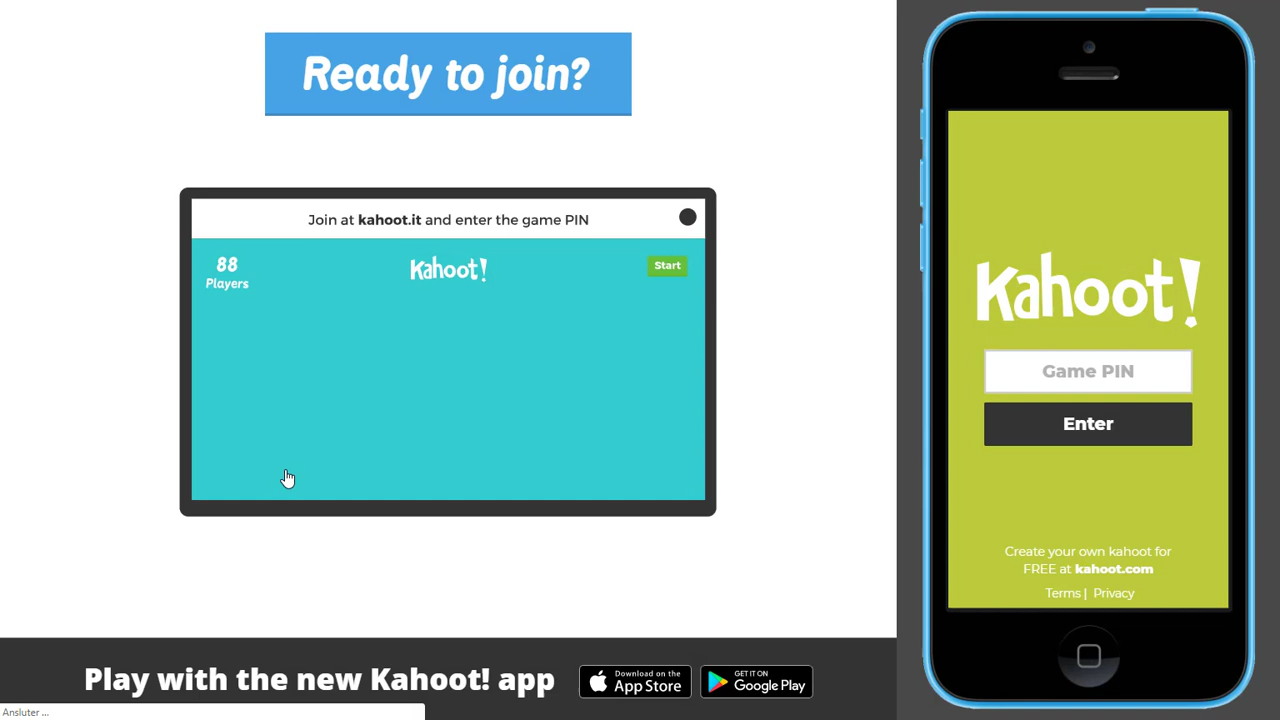 Ready to join?
Join at kahoot.it and enter the game PIN
88
Players
Kahoot!
Start
Kahoot!
Game PIN
Enter
Create your own kahoot for
FREE at kahoot.com
Terms | Privacy
Play with the new Kahoot! app
Download on the
App Store
GET IT ON
Google Play
Ansluter ...